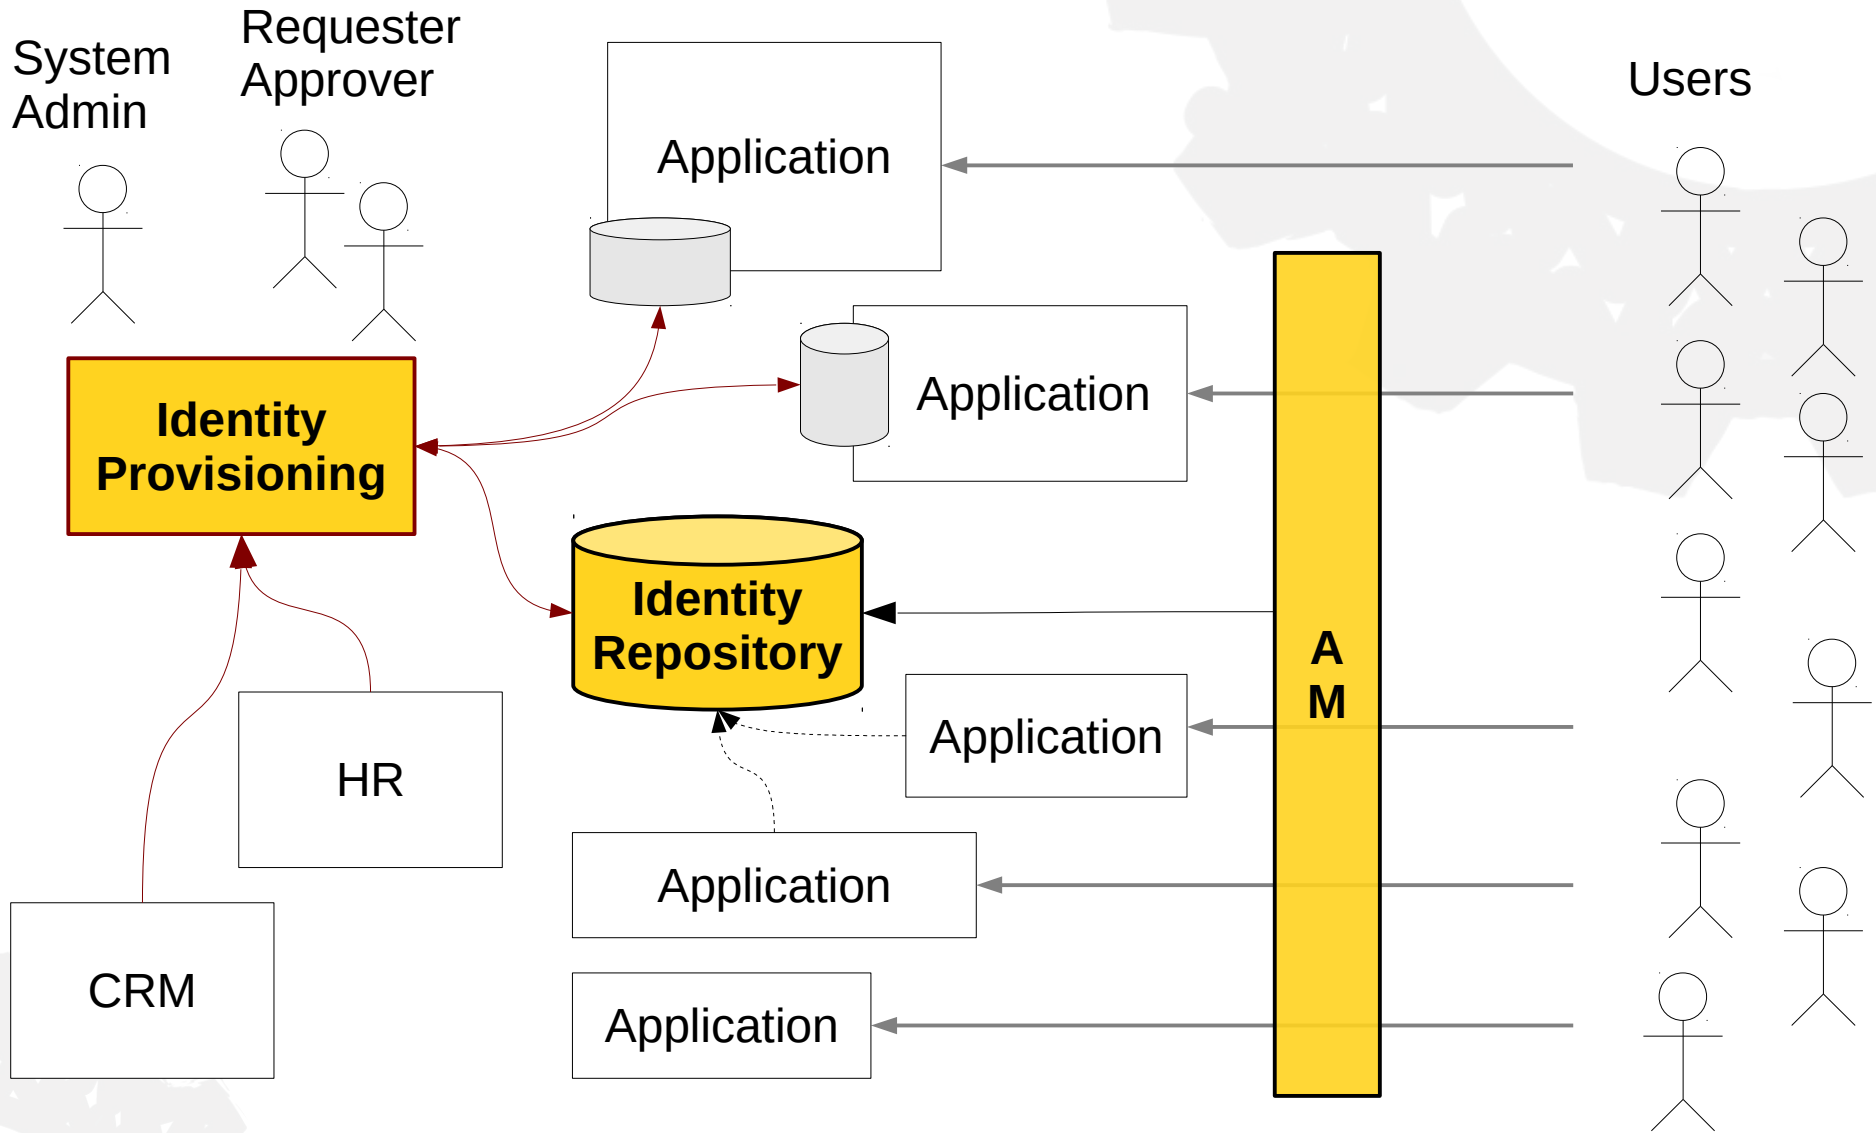 System
Admin
Requester
Approver
Users
Application
Application
Identity
Provisioning
Identity
Repository
A
M
Application
HR
Application
CRM
Application